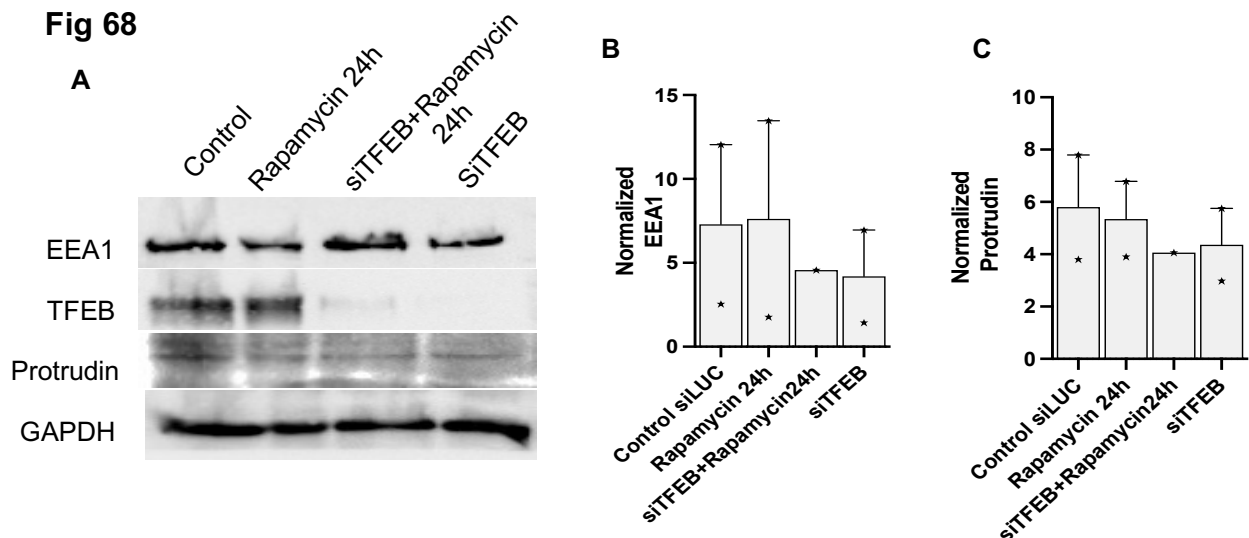 Fig 68
A
Control
Rapamycin 24h
siTFEB+Rapamycin
24h
SiTFEB
EEA1
TFEB
Protrudin
GAPDH
B
Normalized
EEA1
15
10
5
0
Control siLUC
Rapamycin 24h
siTFEB+Rapamycin24h
siTFEB
C
Normalized
Protrudin
10
8
6
4
2
0
Control siLUC
Rapamycin 24h
siTFEB+Rapamycin24h
siTFEB